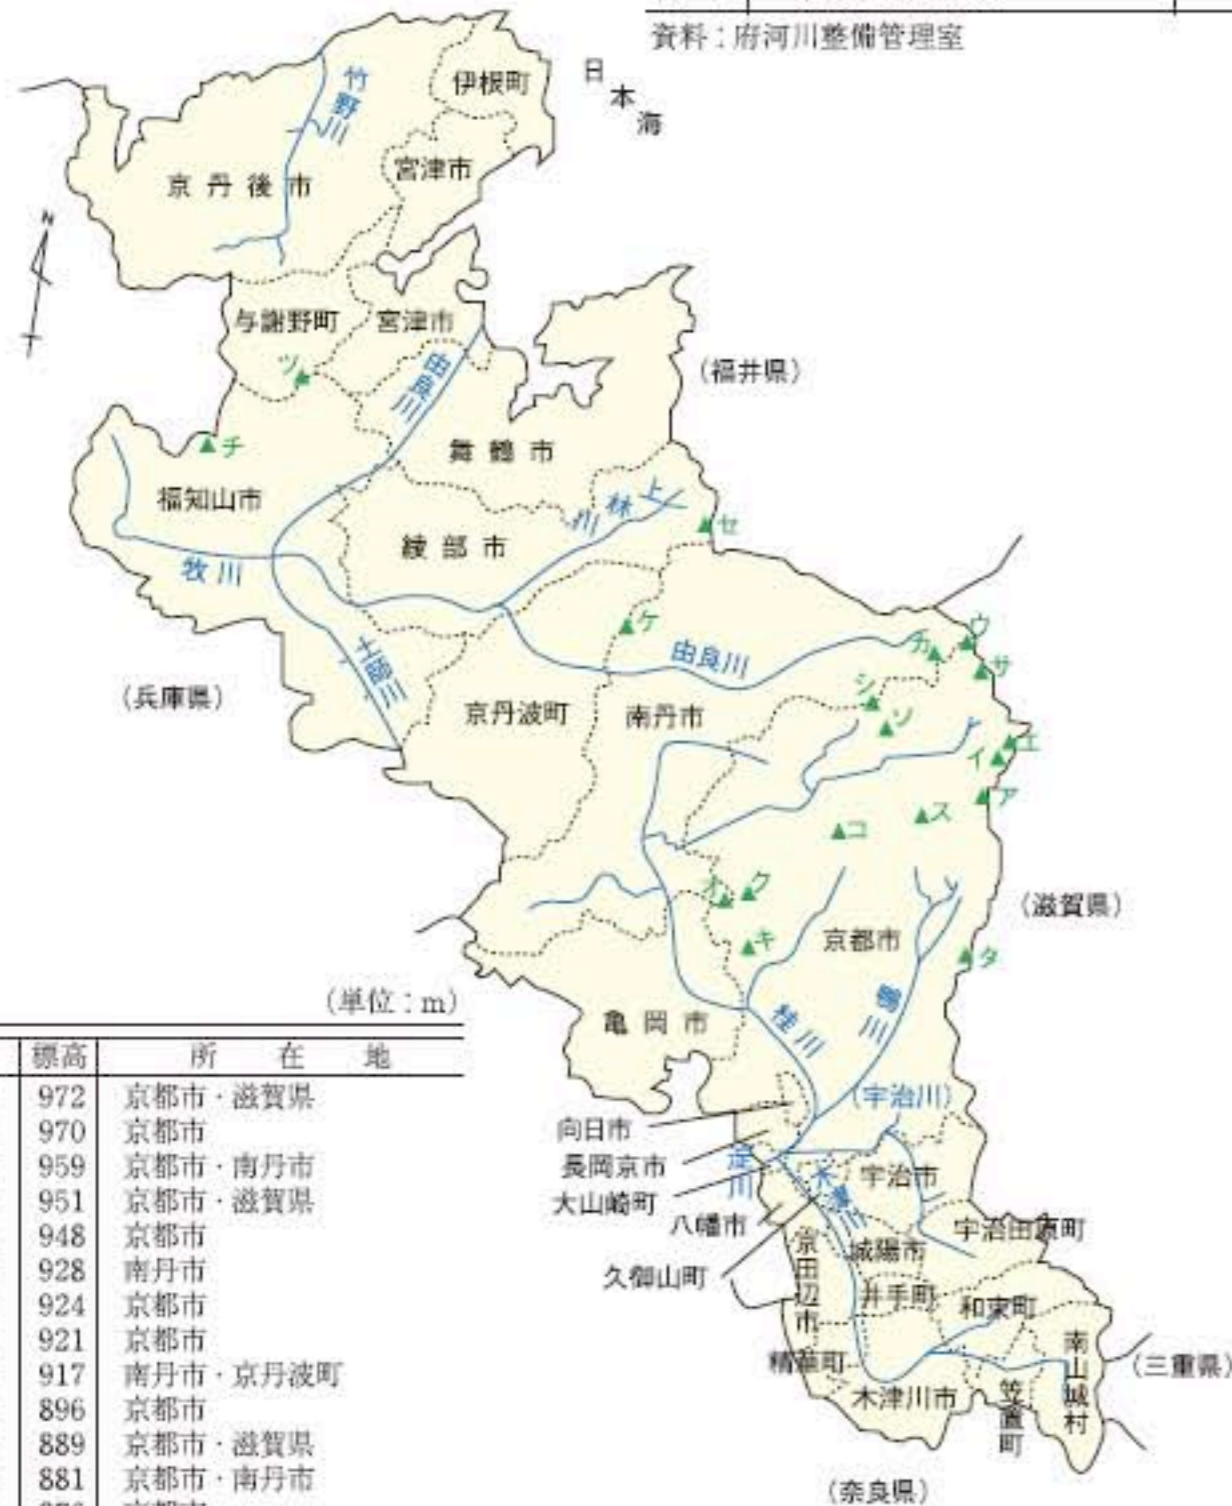 資料：府河川整備管理室
日本海
伊根町
竹野川
宮津市
京丹後市
N
与謝野町
宮津市
ツ
由良川
(福井県)
チ
舞鶴市
福知山市
上林川
セ
綾部市
牧川
ケ
ウ
カ
サ
由良川
土師川
(兵庫県)
シ
京丹波町
南丹市
ソ
エ
イ
ア
ス
コ
ク
オ
(滋賀県)
キ
京都市
タ
(単位：m)
亀岡市
桂川
鴨川
標高 所在地
972 京都市・滋賀県
970 京都市
959 京都市・南丹市
951 京都市・滋賀県
948 京都市
928 南丹市
924 京都市
921 京都市
917 南丹市・京丹波町
896 京都市
889 京都市・滋賀県
881 京都市・南丹市
(宇治川)
向日市
長岡京市
淀川
大山崎町
木津川
宇治市
八幡市
宇治田原町
城陽市
久御山町
京田辺市
井手町
和束町
南山城村
(三重県)
精華町
木津川市
笠置町
(奈良県)